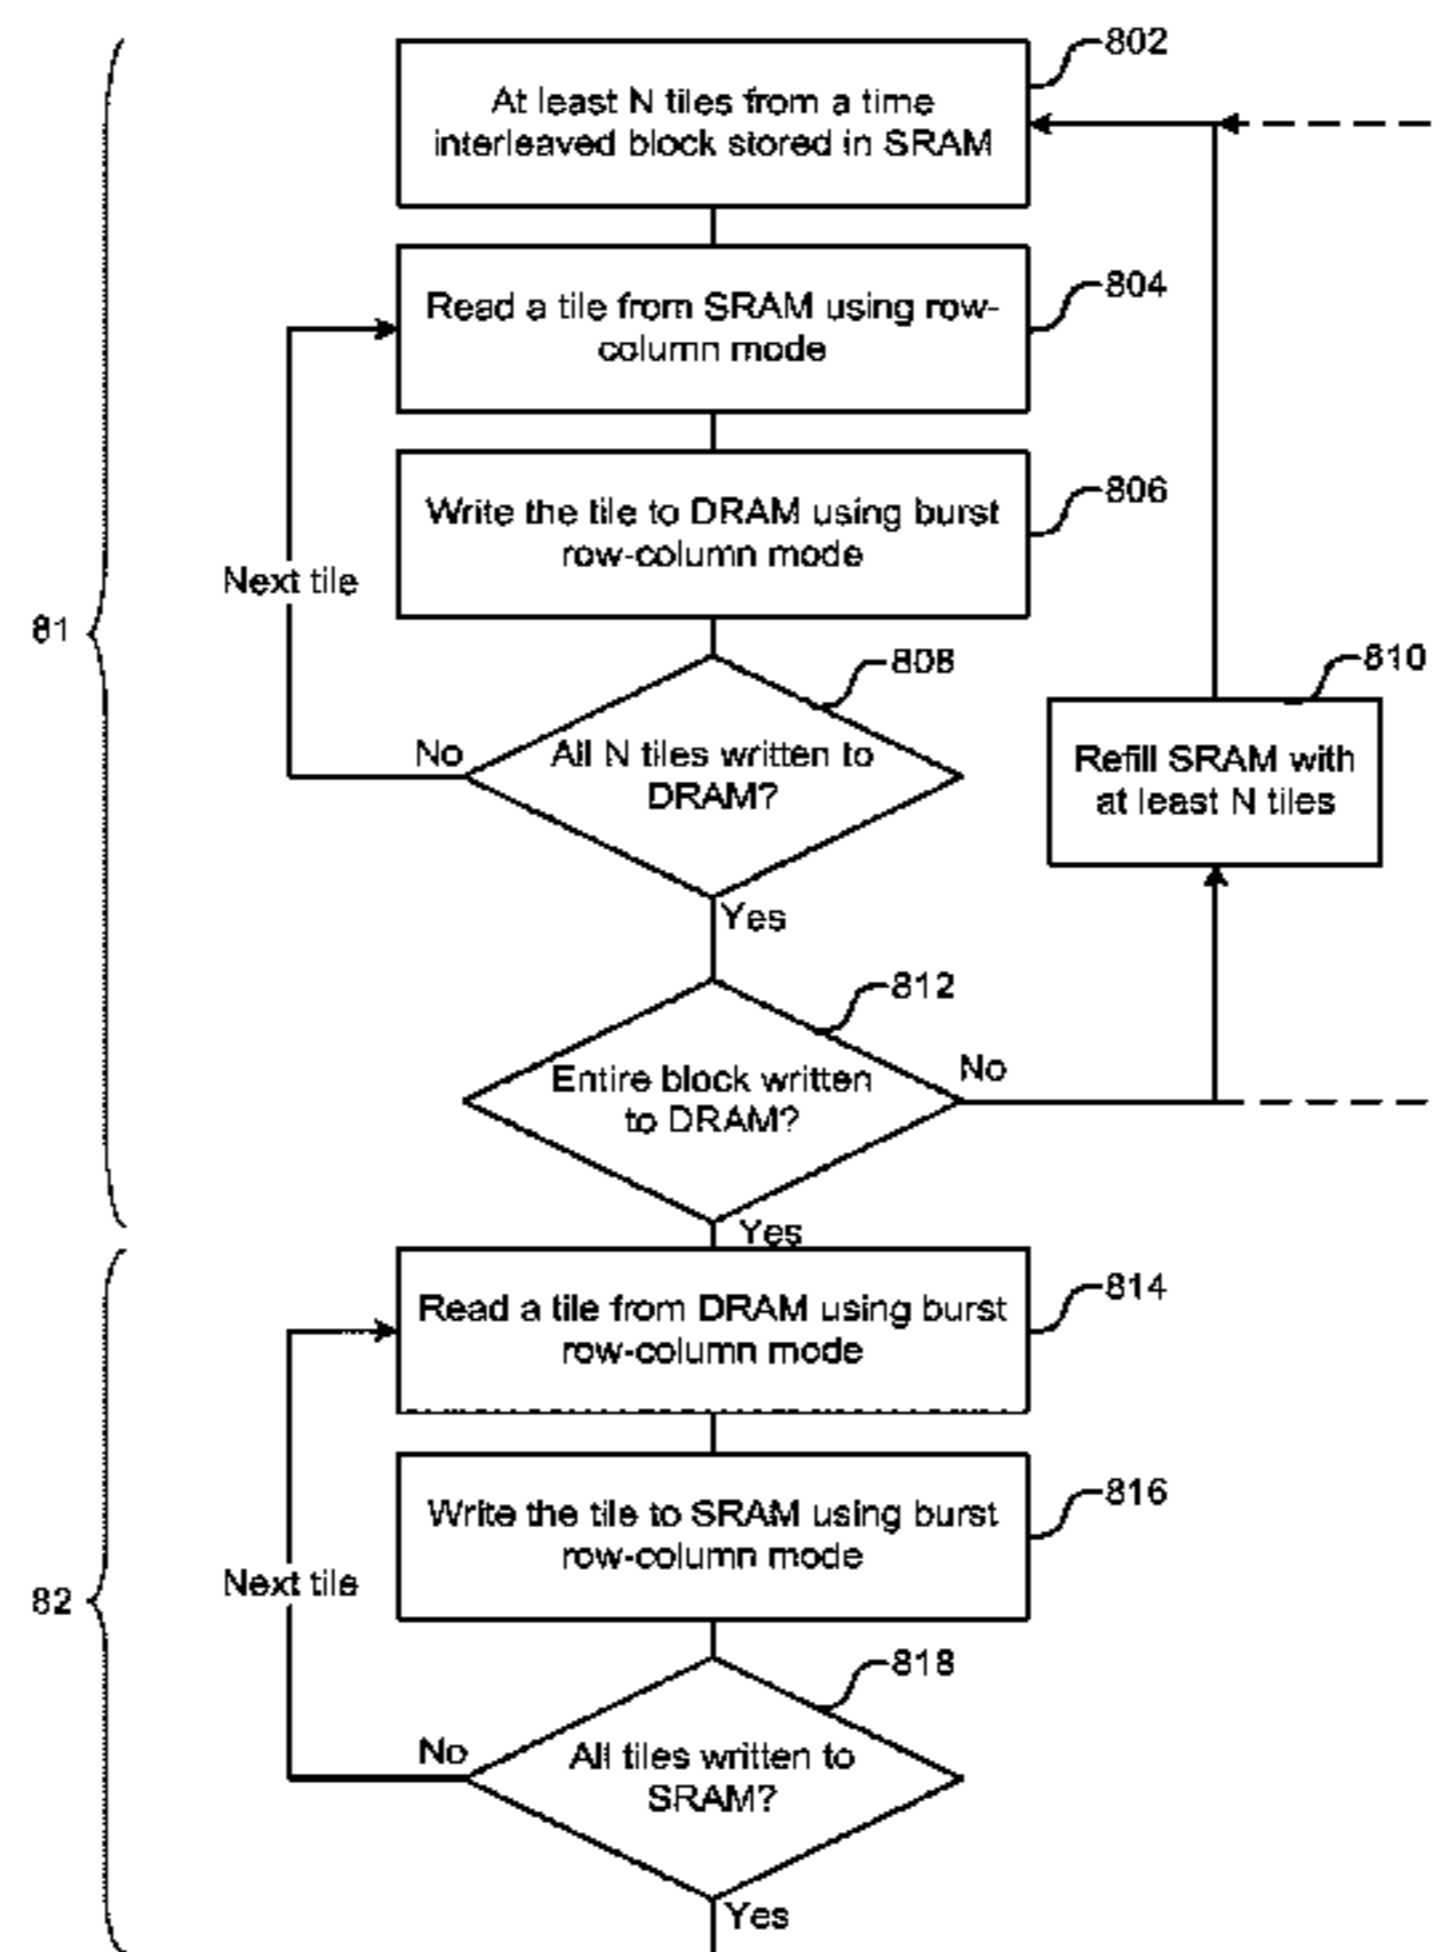 802
At least N tiles from a time
interleaved block stored in SRAM
804
Read a tile from SRAM using row-
column mode
806
Write the tile to DRAM using burst
row-column mode
Next tile
81
808
810
No
All N tiles written to
DRAM?
Refill SRAM with
at least N tiles
Yes
812
No
Entire block written
to DRAM?
Yes
814
Read a tile from DRAM using burst
row-column mode
816
Write the tile to SRAM using burst
row-column mode
Next tile
82
818
No
All tiles written to
SRAM?
Yes